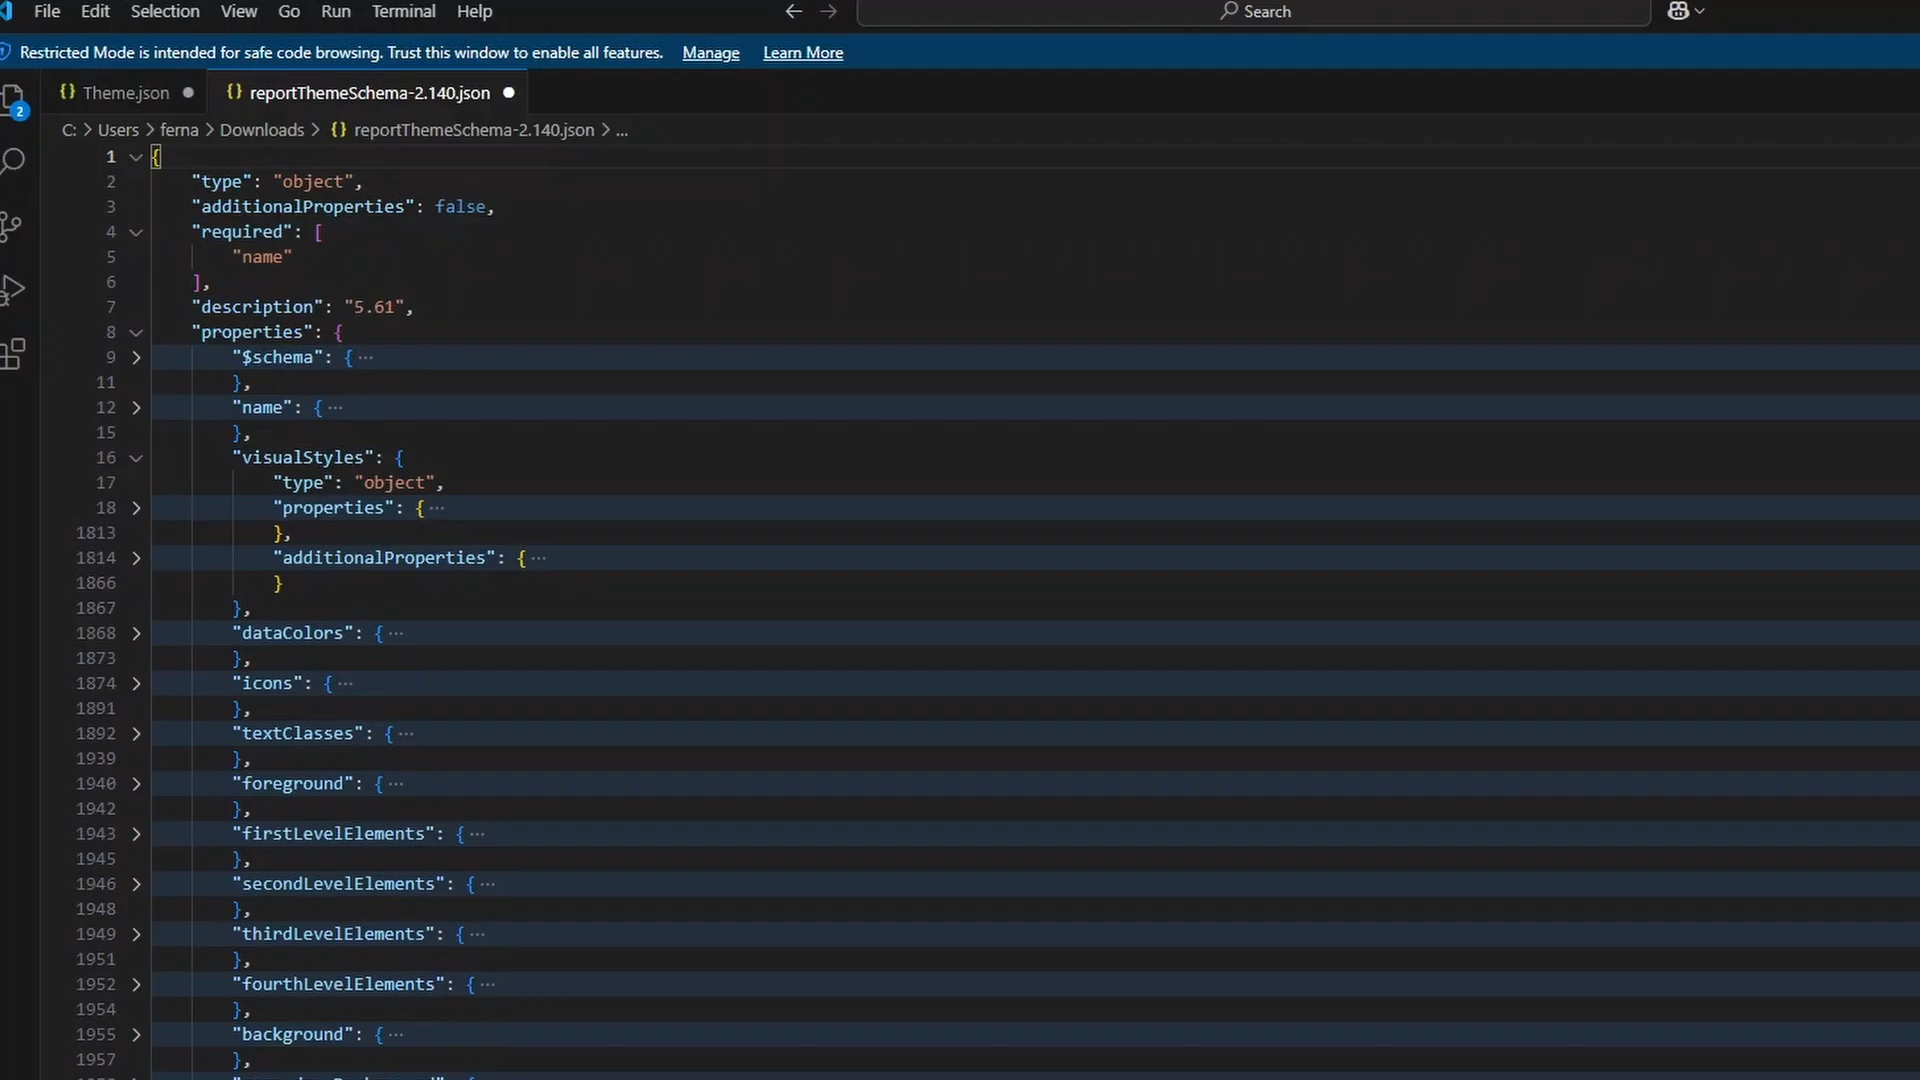 File Edit Selection View Go Run Terminal Help Search
Restricted Mode is intended for safe code browsing. Trust this window to enable all features. Manage Learn More
2
{} Theme.json {} reportThemeSchema-2.140.json
C: > Users > ferna > Downloads > {} reportThemeSchema-2.140.json > ...
1 {
2 "type": "object",
3 "additionalProperties": false,
4 "required": [
5 "name"
6 ],
7 "description": "5.61",
8 "properties": {
9 "$schema": { ...
11 },
12 "name": { ...
15 },
16 "visualStyles": {
17 "type": "object",
18 "properties": { ...
1813 },
1814 "additionalProperties": { ...
1866 }
1867 },
1868 "dataColors": { ...
1873 },
1874 "icons": { ...
1891 },
1892 "textClasses": { ...
1939 },
1940 "foreground": { ...
1942 },
1943 "firstLevelElements": { ...
1945 },
1946 "secondLevelElements": { ...
1948 },
1949 "thirdLevelElements": { ...
1951 },
1952 "fourthLevelElements": { ...
1954 },
1955 "background": { ...
1957 },